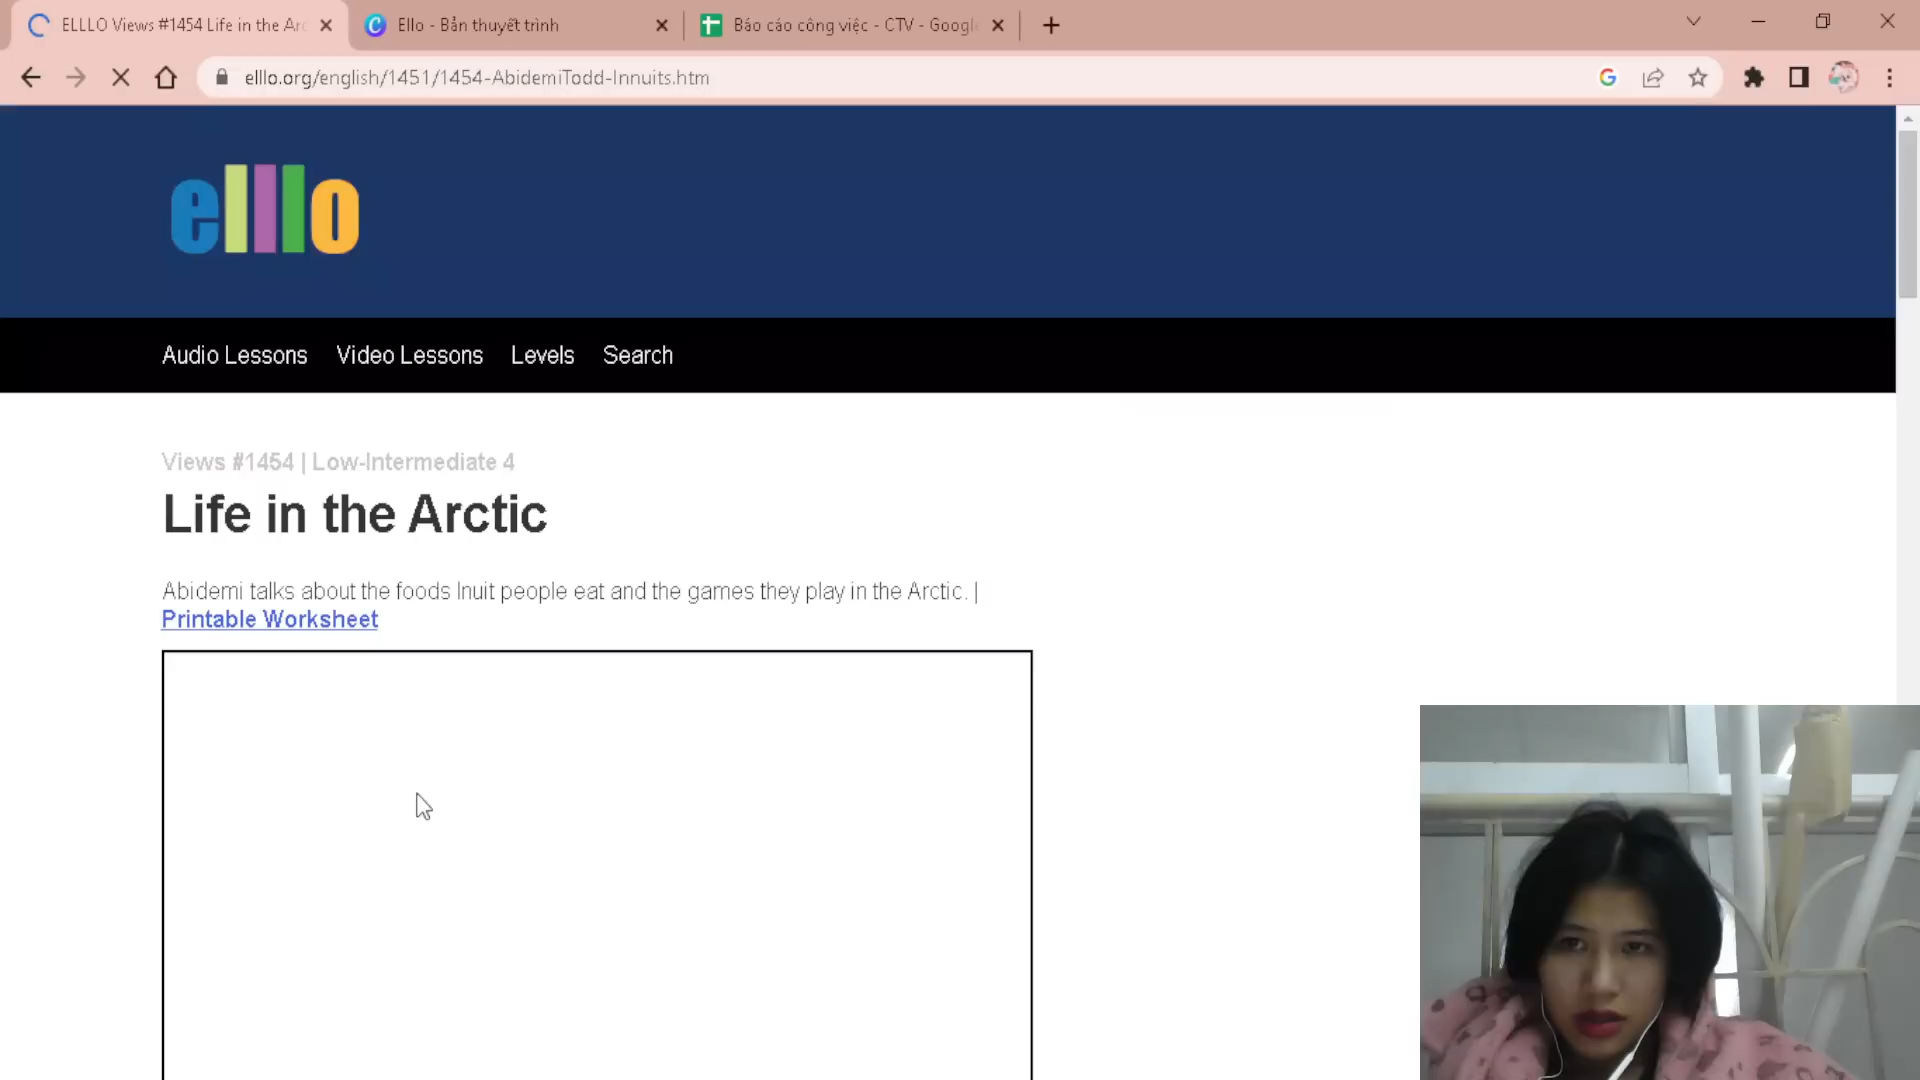 ELLLO Views #1454 Life in the Arc
Ello - Bản thuyết trình
Báo cáo công việc - CTV - Googl
elllo.org/english/1451/1454-AbidemiTodd-Innuits.htm
elllo
Audio Lessons Video Lessons Levels Search
Views #1454 | Low-Intermediate 4
Life in the Arctic
Abidemi talks about the foods Inuit people eat and the games they play in the Arctic. |
Printable Worksheet